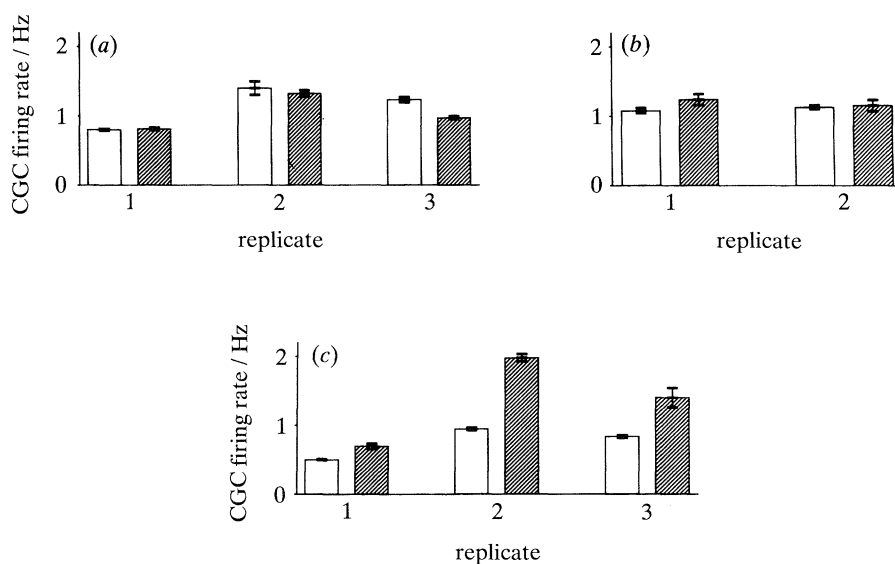 (a)
CGC firing rate / Hz
2
1
0
1 2 3
replicate
(b)
2
1
0
1 2
replicate
(c)
CGC firing rate / Hz
2
1
0
1 2 3
replicate